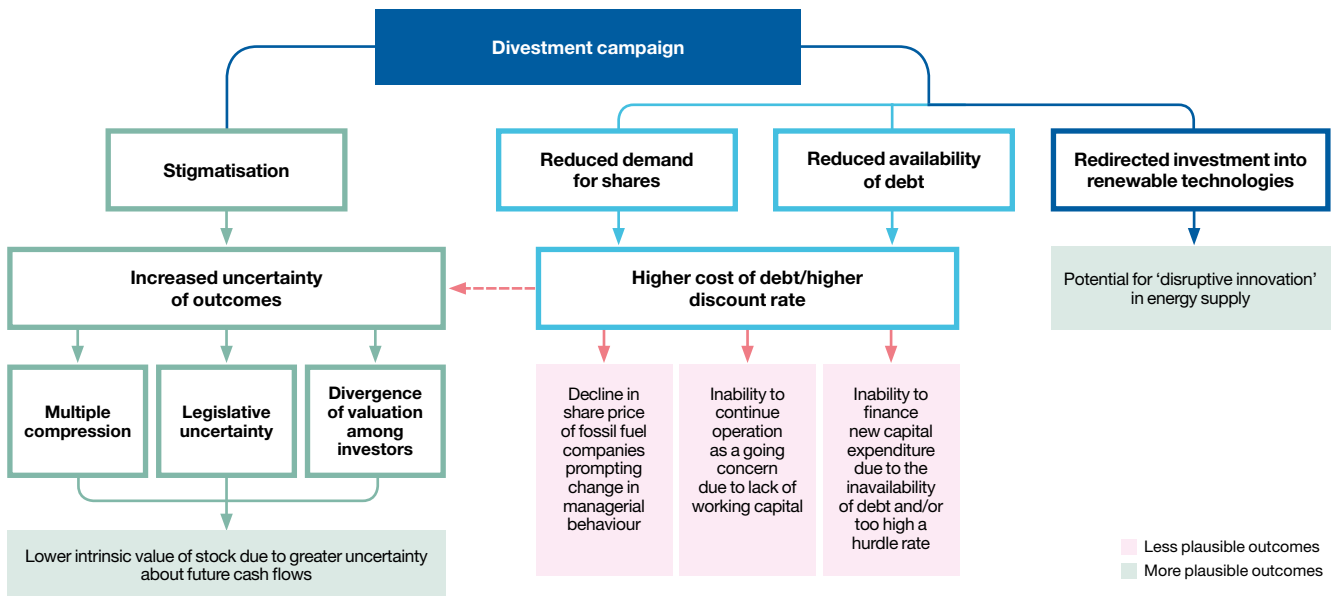 Divestment campaign
Stigmatisation
Reduced demand
for shares
Reduced availability
of debt
Redirected investment into
renewable technologies
Increased uncertainty
of outcomes
Higher cost of debt/higher
discount rate
Potential for ‘disruptive innovation’
in energy supply
Multiple
compression
Legislative
uncertainty
Divergence
of valuation
among
investors
Decline in
share price
of fossil fuel
companies
prompting
change in
managerial
behaviour
Inability to
continue
operation
as a going
concern
due to lack of
working capital
Inability to
finance
new capital
expenditure
due to the
inavailability
of debt and/or
too high a
hurdle rate
Lower intrinsic value of stock due to greater uncertainty
about future cash flows
Less plausible outcomes
More plausible outcomes